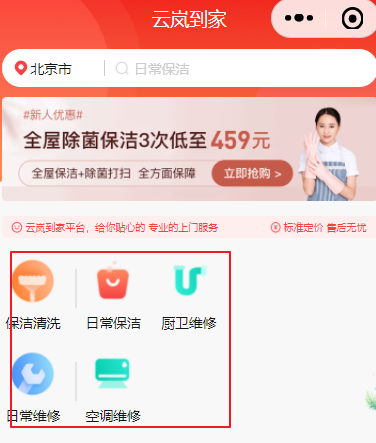 云岚到家
北京市 日常保洁
#新人优惠#
全屋除菌保洁3次低至 459元
全屋保洁+除菌打扫 全方面保障 立即抢购 >
云岚到家平台，给你贴心的 专业的上门服务 标准定价 售后无忧
保洁清洗 日常保洁 厨卫维修
日常维修 空调维修